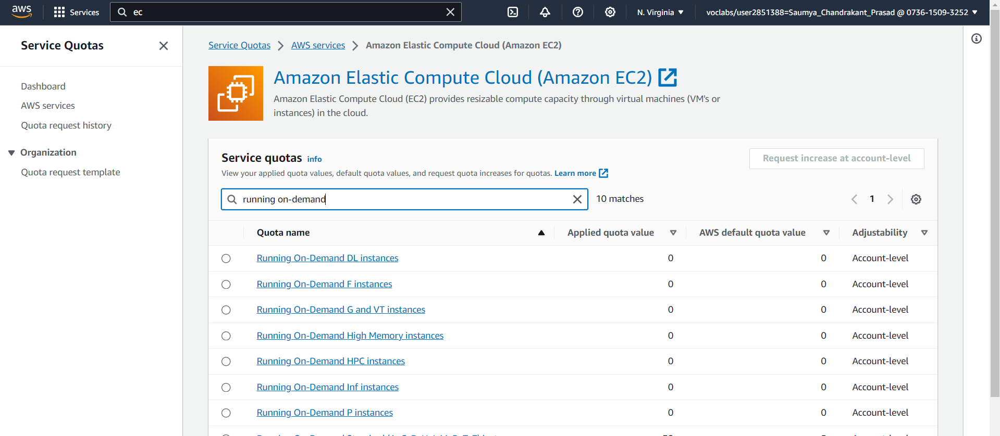 aws Services ec N. Virginia voclabs/user2851388=Saumya_Chandrakant_Prasad @ 0736-1509-3252
Service Quotas
Dashboard
AWS services
Quota request history
Organization
Quota request template
Service Quotas AWS services Amazon Elastic Compute Cloud (Amazon EC2)
Amazon Elastic Compute Cloud (Amazon EC2)
Amazon Elastic Compute Cloud (EC2) provides resizable compute capacity through virtual machines (VM's or
instances) in the cloud.
Service quotas info Request increase at account-level
View your applied quota values, default quota values, and request quota increases for quotas. Learn more
running on-demand 10 matches 1
Quota name Applied quota value AWS default quota value Adjustability
Running On-Demand DL instances 0 0 Account-level
Running On-Demand F instances 0 0 Account-level
Running On-Demand G and VT instances 0 0 Account-level
Running On-Demand High Memory instances 0 0 Account-level
Running On-Demand HPC instances 0 0 Account-level
Running On-Demand Inf instances 0 0 Account-level
Running On-Demand P instances 0 0 Account-level